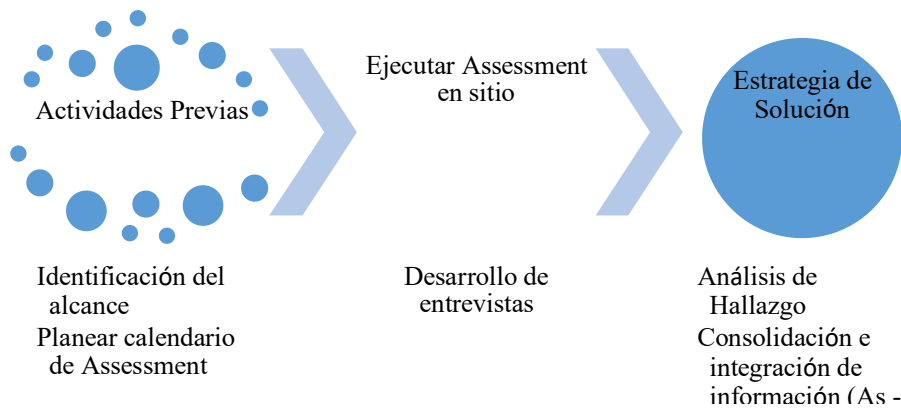 Actividades Previas
Ejecutar Assessment
en sitio
Estrategia de
Solución
Identificación del
alcance
Planear calendario
de Assessment
Desarrollo de
entrevistas
Análisis de
Hallazgo
Consolidación e
integración de
información (As -